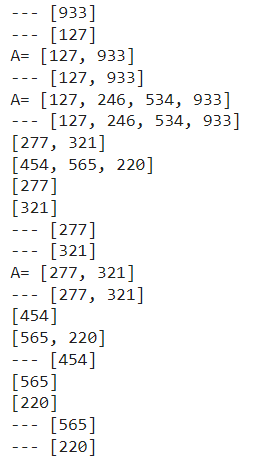 --- [933]
--- [127]
A= [127, 933]
--- [127, 933]
A= [127, 246, 534, 933]
--- [127, 246, 534, 933]
[277, 321]
[454, 565, 220]
[277]
[321]
--- [277]
--- [321]
A= [277, 321]
--- [277, 321]
[454]
[565, 220]
--- [454]
[565]
[220]
--- [565]
--- [220]